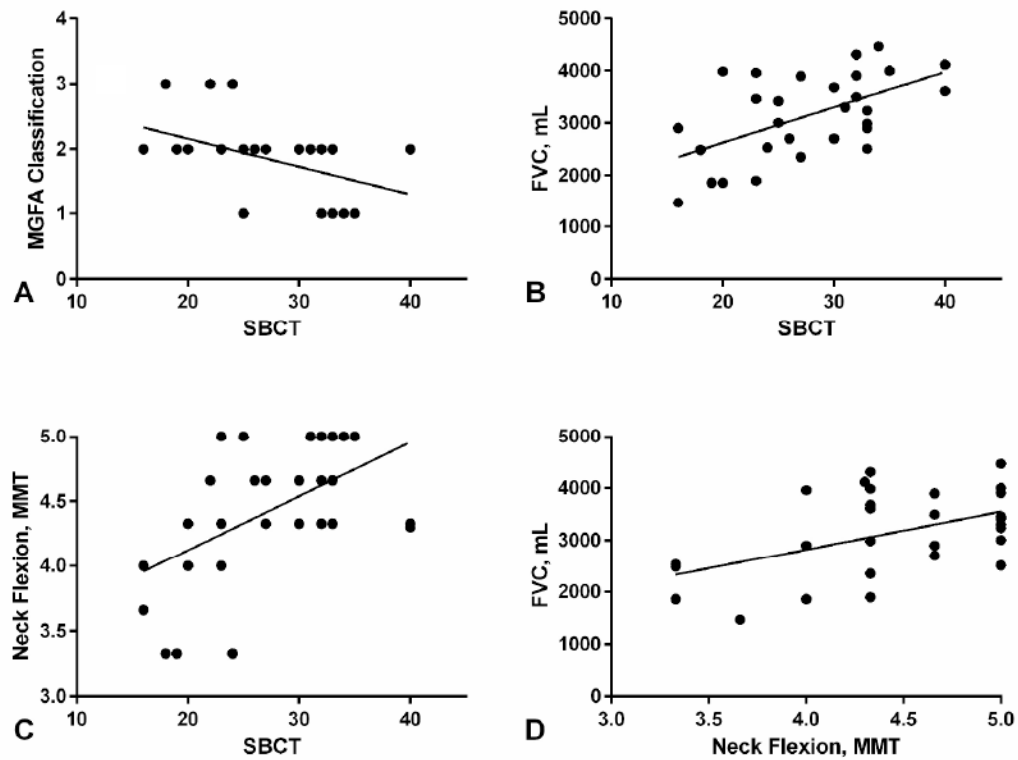 4
3
2
1
0
MGFA Classification
10 20 30 40
SBCT
A
5000
4000
3000
2000
1000
0
FVC, mL
10 20 30 40
SBCT
B
5.0
4.5
4.0
3.5
3.0
Neck Flexion, MMT
10 20 30 40
SBCT
C
5000
4000
3000
2000
1000
0
FVC, mL
3.0 3.5 4.0 4.5 5.0
Neck Flexion, MMT
D